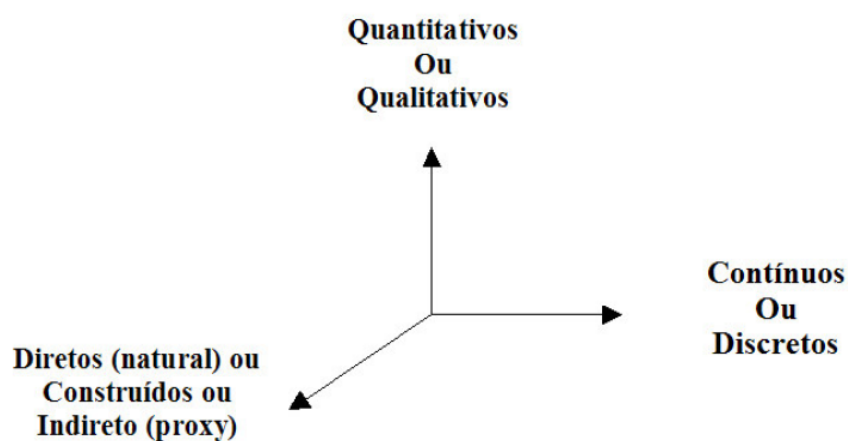 Quantitativos
Ou
Qualitativos
Contínuos
Ou
Discretos
Diretos (natural) ou
Construídos ou
Indireto (proxy)